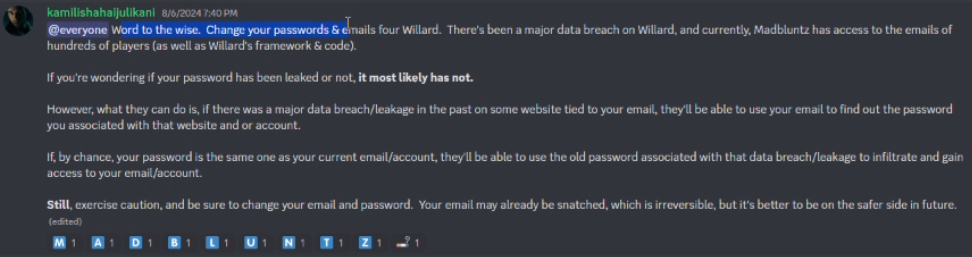 kamilishahaijulikani 8/6/2024 7:40 PM
@everyone Word to the wise. Change your passwords & emails four Willard. There's been a major data breach on Willard, and currently, Madbluntz has access to the emails of
hundreds of players (as well as Willard's framework & code).
If you're wondering if your password has been leaked or not, it most likely has not.
However, what they can do is, if there was a major data breach/leakage in the past on some website tied to your email, they'll be able to use your email to find out the password
you associated with that website and or account.
If, by chance, your password is the same one as your current email/account, they'll be able to use the old password associated with that data breach/leakage to infiltrate and gain
access to your email/account.
Still, exercise caution, and be sure to change your email and password. Your email may already be snatched, which is irreversible, but it's better to be on the safer side in future.
(edited)
M 1 A 1 D 1 B 1 L 1 U 1 N 1 T 1 Z 1 1